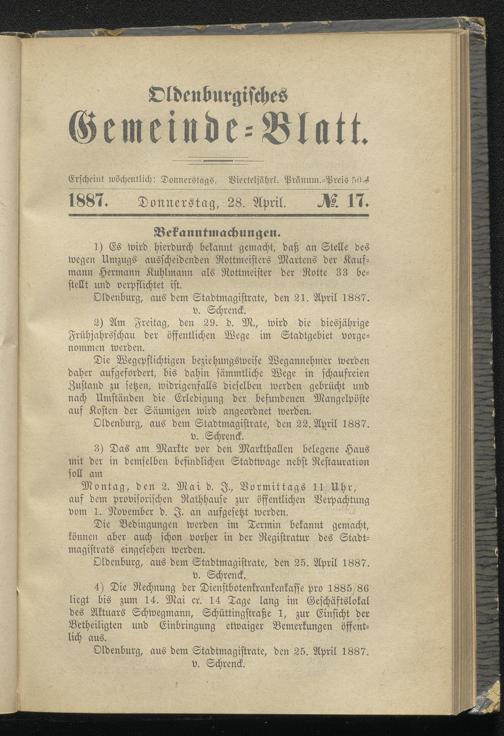 Oldenburgisches
Gemeinde=Blatt.
Erscheint wöchentlich: Donnerstags. Vierteljährl. Pränum.=Preis 50 ₰
1887. Donnerstag, 28. April. № 17.
Bekanntmachungen.
1) Es wird hierdurch bekannt gemacht, daß an Stelle des
wegen Umzugs ausscheidenden Rottmeisters Martens der Kauf=
mann Hermann Kuhlmann als Rottmeister der Rotte 33 be=
stellt und verpflichtet ist.
Oldenburg, aus dem Stadtmagistrate, den 21. April 1887.
v. Schrenck.
2) Am Freitag, den 29. d. M., wird die diesjährige
Frühjahrsschau der öffentlichen Wege im Stadtgebiet vorge=
nommen werden.
Die Wegepflichtigen beziehungsweise Wegannehmer werden
daher aufgefordert, bis dahin sämmtliche Wege in schaufreien
Zustand zu setzen, widrigenfalls dieselben werden gebrücht und
nach Umständen die Erledigung der befundenen Mangelpöste
auf Kosten der Säumigen wird angeordnet werden.
Oldenburg, aus dem Stadtmagistrate, den 22. April 1887.
v. Schrenck.
3) Das am Markte vor den Markthallen belegene Haus
mit der in demselben befindlichen Stadtwage nebst Restauration
soll am
Montag, den 2. Mai d. J., Vormittags 11 Uhr,
auf dem provisorischen Rathhause zur öffentlichen Verpachtung
vom 1. November d. J. an aufgesetzt werden.
Die Bedingungen werden im Termin bekannt gemacht,
können aber auch schon vorher in der Registratur des Stadt=
magistrats eingesehen werden.
Oldenburg, aus dem Stadtmagistrate, den 25. April 1887.
v. Schrenck.
4) Die Rechnung der Dienstbotenkrankenkasse pro 1885/86
liegt bis zum 14. Mai cr. 14 Tage lang im Geschäftslokal
des Aktuars Schwegmann, Schüttingstraße 1, zur Einsicht der
Betheiligten und Einbringung etwaiger Bemerkungen öffent=
lich aus.
Oldenburg, aus dem Stadtmagistrate, den 25. April 1887.
v. Schrenck.